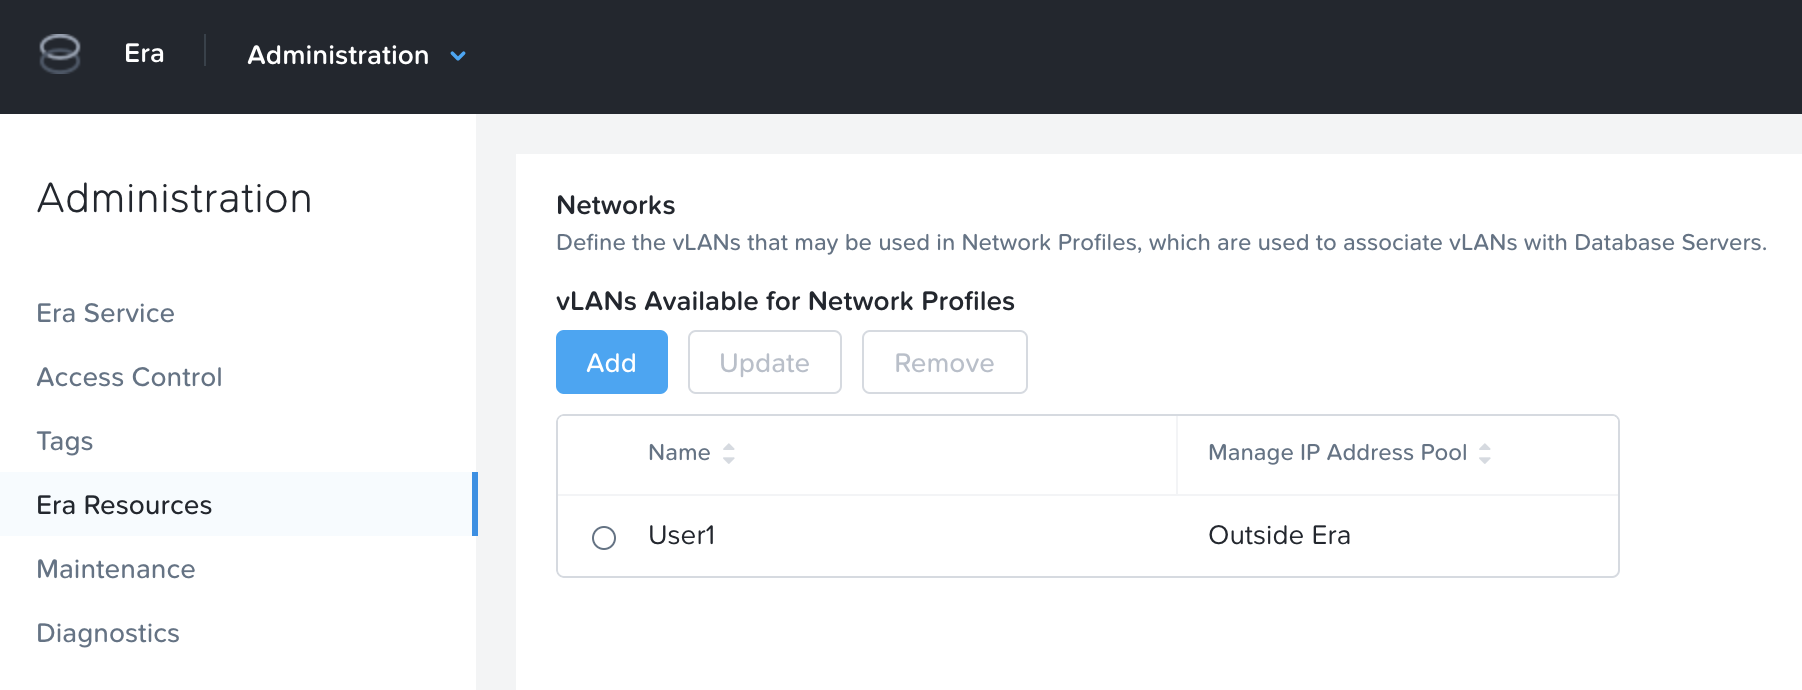 Era
Administration
Administration
Era Service
Access Control
Tags
Era Resources
Maintenance
Diagnostics
Networks
Define the vLANs that may be used in Network Profiles, which are used to associate vLANs with Database Servers.
vLANs Available for Network Profiles
Add Update Remove
Name Manage IP Address Pool
User1 Outside Era